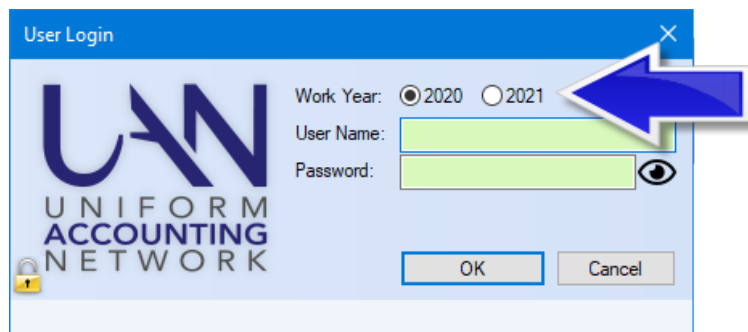 User Login
Work Year: 2020 2021
User Name:
Password:
UAN
UNIFORM
ACCOUNTING
NETWORK
OK Cancel